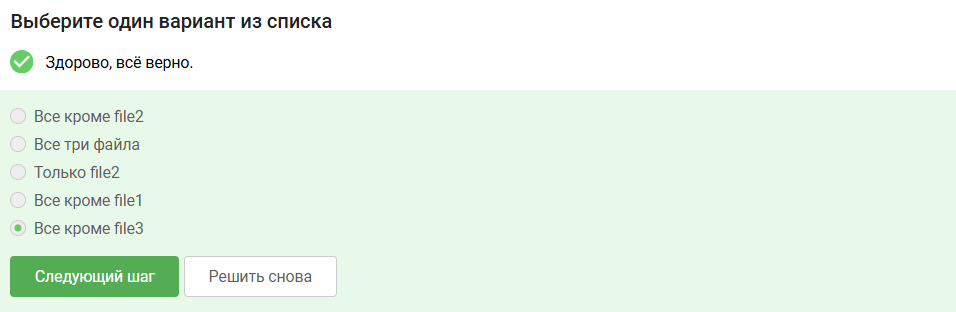 Выберите один вариант из списка
Здорово, всё верно.
Все кроме file2
Все три файла
Только file2
Все кроме file1
Все кроме file3
Следующий шаг Решить снова